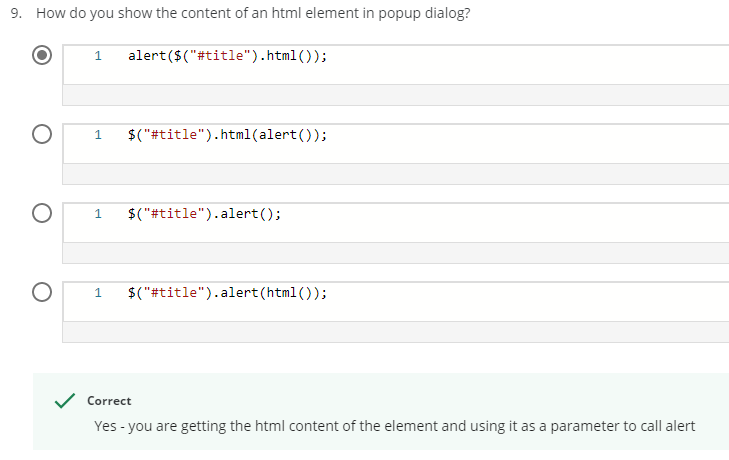 9. How do you show the content of an html element in popup dialog?
1 alert($("#title").html());
1 $("#title").html(alert());
1 $("#title").alert();
1 $("#title").alert(html());
Correct
Yes - you are getting the html content of the element and using it as a parameter to call alert